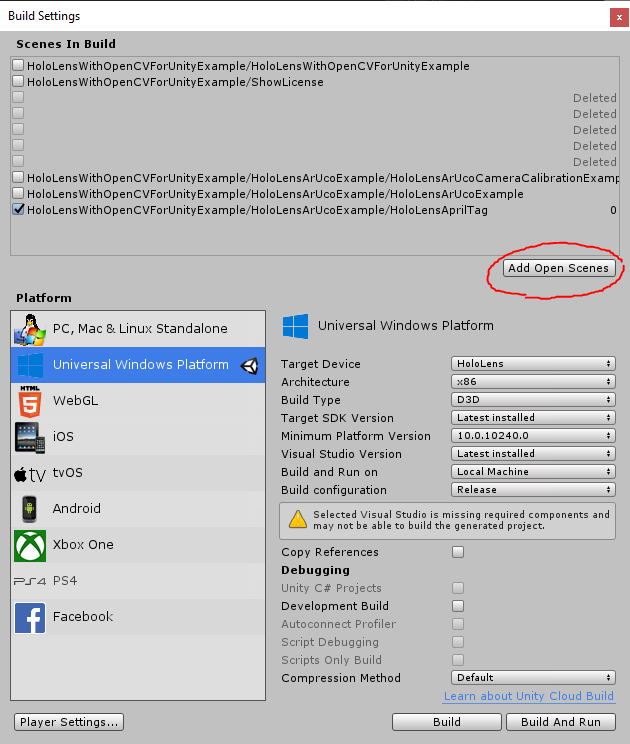 Build Settings
x
Scenes In Build
HoloLensWithOpenCVForUnityExample/HoloLensWithOpenCVForUnityExample
HoloLensWithOpenCVForUnityExample/ShowLicense
Deleted
Deleted
Deleted
Deleted
Deleted
HoloLensWithOpenCVForUnityExample/HoloLensArUcoExample/HoloLensArUcoCameraCalibrationExamp
HoloLensWithOpenCVForUnityExample/HoloLensArUcoExample/HoloLensArUcoExample
HoloLensWithOpenCVForUnityExample/HoloLensArUcoExample/HoloLensAprilTag 0
Add Open Scenes
Platform
PC, Mac & Linux Standalone
Universal Windows Platform
HTML
5
WebGL
iOS
tv tvOS
Android
Xbox One
PS4 PS4
f Facebook
Universal Windows Platform
Target Device HoloLens
Architecture x86
Build Type D3D
Target SDK Version Latest installed
Minimum Platform Version 10.0.10240.0
Visual Studio Version Latest installed
Build and Run on Local Machine
Build configuration Release
Selected Visual Studio is missing required components and
may not be able to build the generated project.
Copy References
Debugging
Unity C# Projects
Development Build
Autoconnect Profiler
Script Debugging
Scripts Only Build
Compression Method Default
Learn about Unity Cloud Build
Player Settings... Build Build And Run